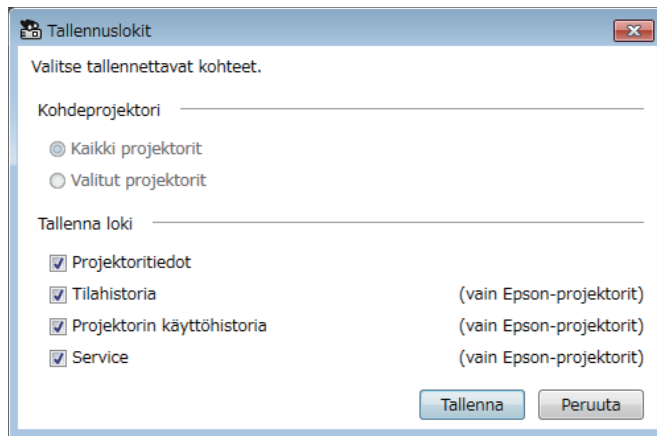 Tallennuslokit
Valitse tallennettavat kohteet.
Kohdeprojektori
Kaikki projektorit
Valitut projektorit
Tallenna loki
Projektoritiedot
Tilahistoria (vain Epson-projektorit)
Projektorin käyttöhistoria (vain Epson-projektorit)
Service (vain Epson-projektorit)
Tallenna Peruuta